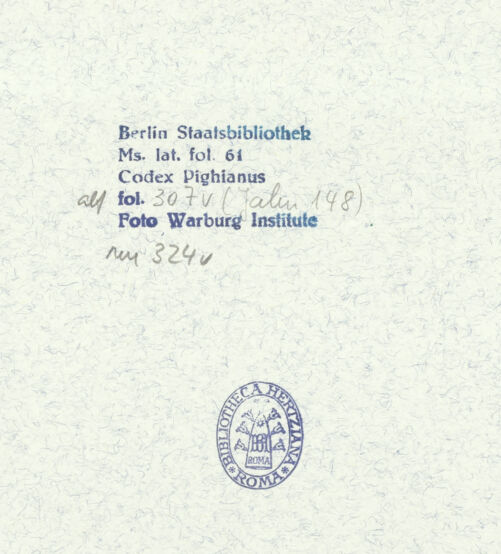 Berlin Staatsbibliothek
Ms. lat. fol. 61
Codex Pighianus
alt fol. 307v (Jahn 148)
Foto Warburg Institute
neu 324v
BIBLIOTHECA HERTZIANA
BH
ROMA
* ROMA *